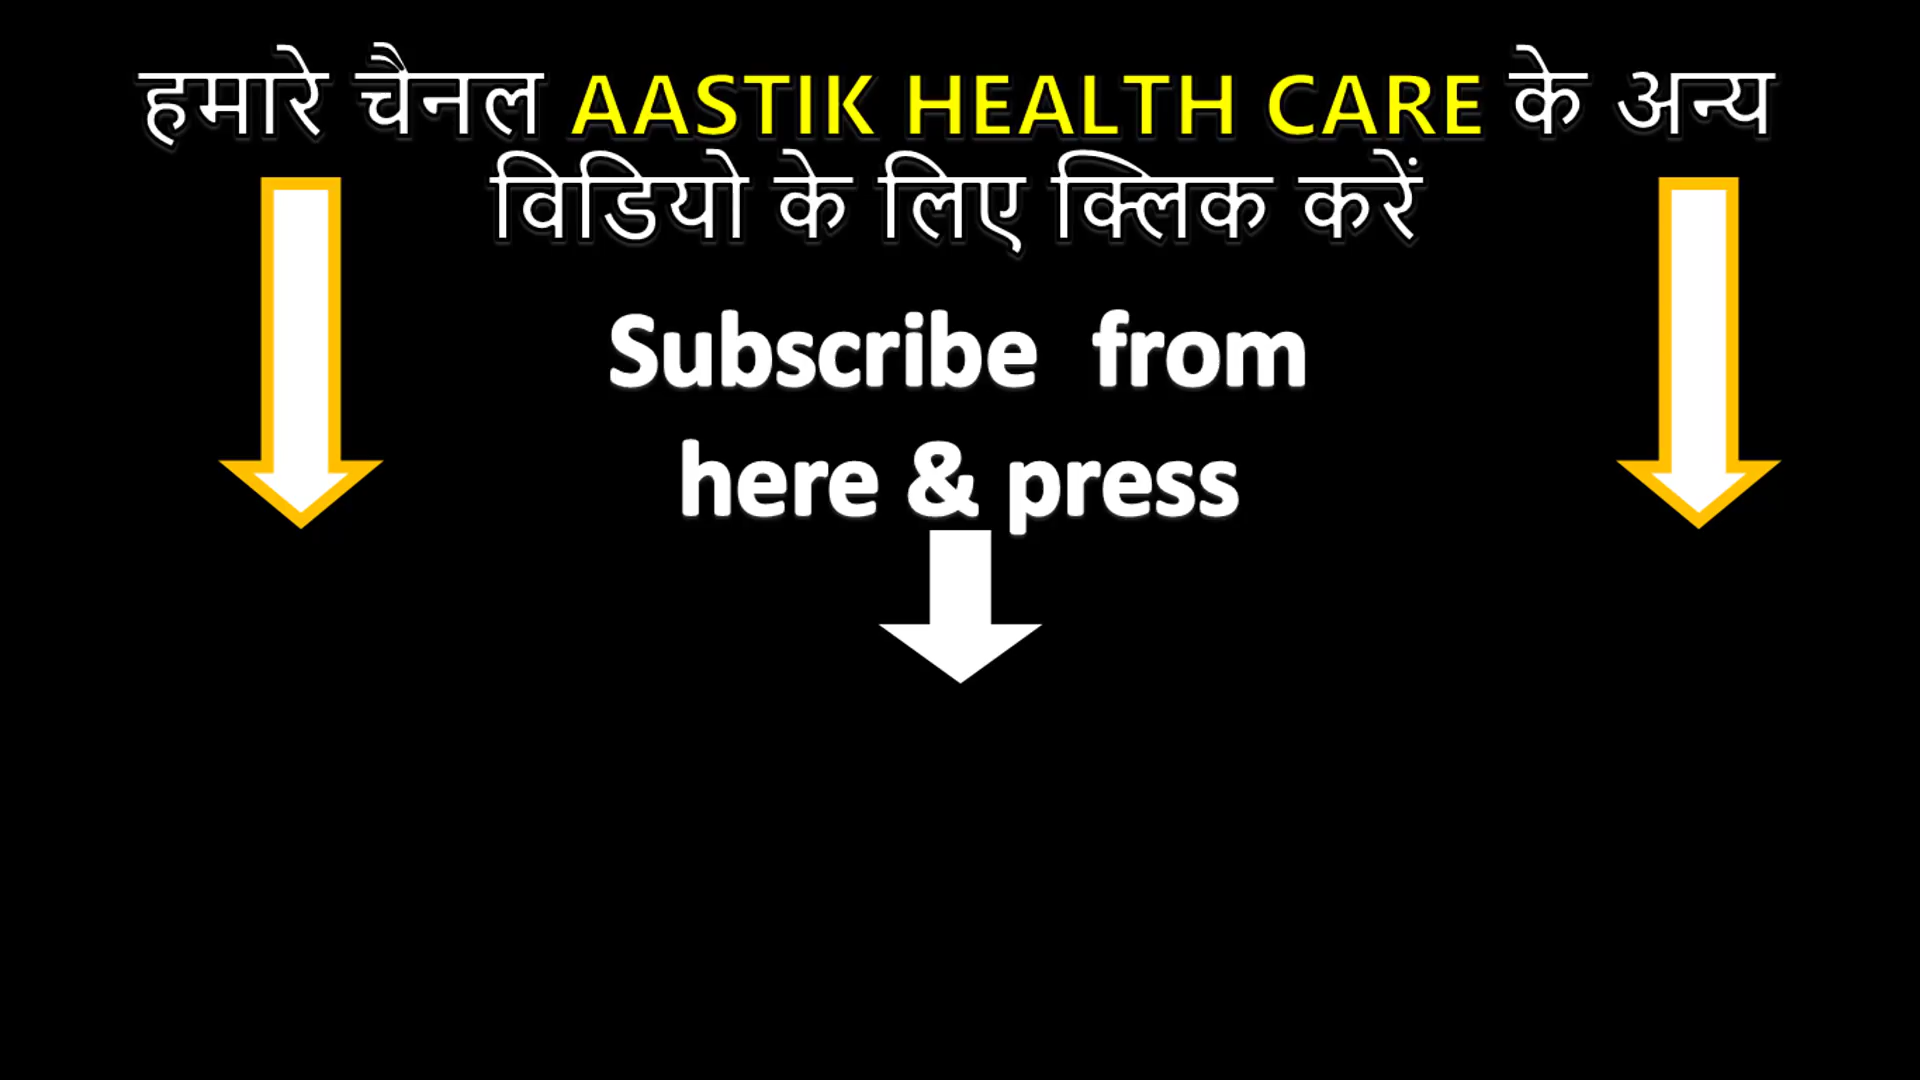 हमारे चैनल AASTIK HEALTH CARE के अन्य
विडियो के लिए क्लिक करें
Subscribe from
here & press